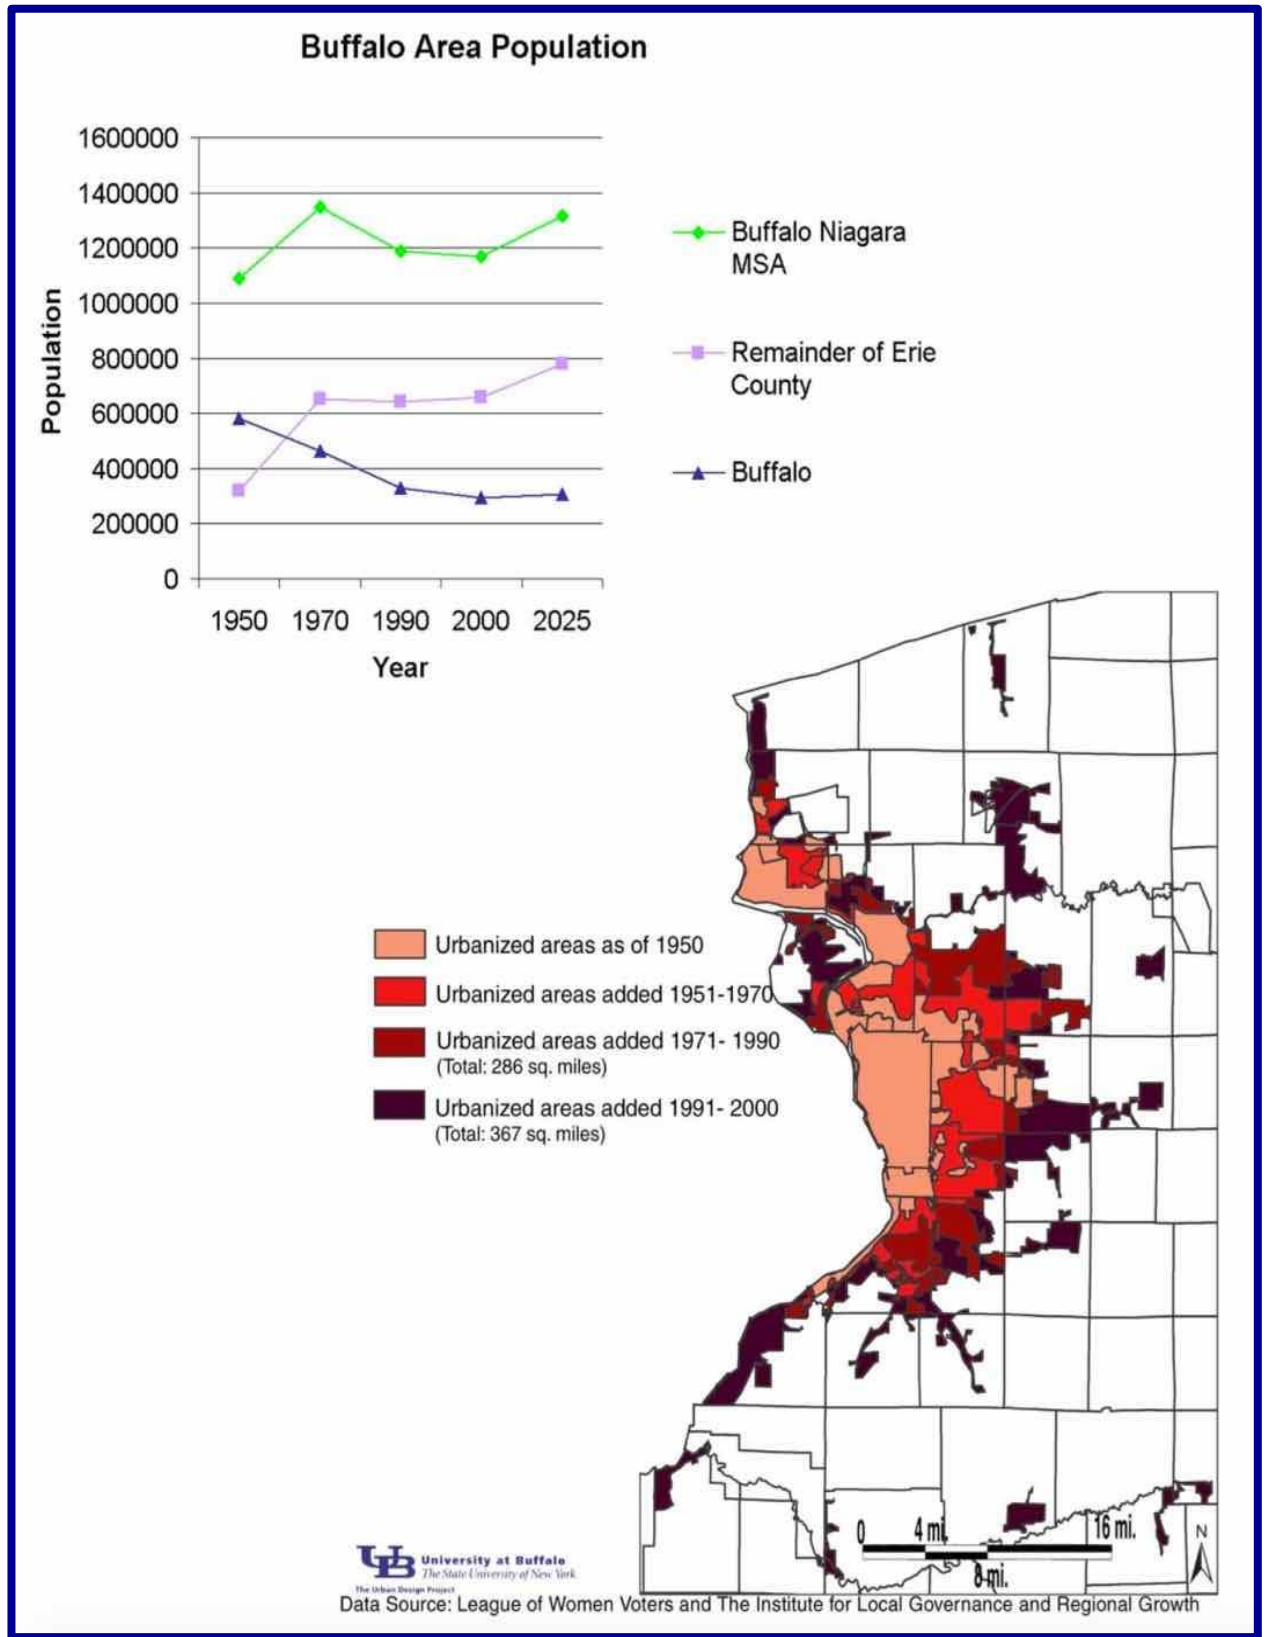 Buffalo Area Population
1600000
1400000
1200000
1000000
800000
600000
400000
200000
0
Population
1950 1970 1990 2000 2025
Year
Buffalo Niagara
MSA
Remainder of Erie
County
Buffalo
Urbanized areas as of 1950
Urbanized areas added 1951-1970
Urbanized areas added 1971- 1990
(Total: 286 sq. miles)
Urbanized areas added 1991- 2000
(Total: 367 sq. miles)
0 4 mi. 16 mi.
8 mi.
N
UB University at Buffalo
The State University of New York
The Urban Design Project
Data Source: League of Women Voters and The Institute for Local Governance and Regional Growth